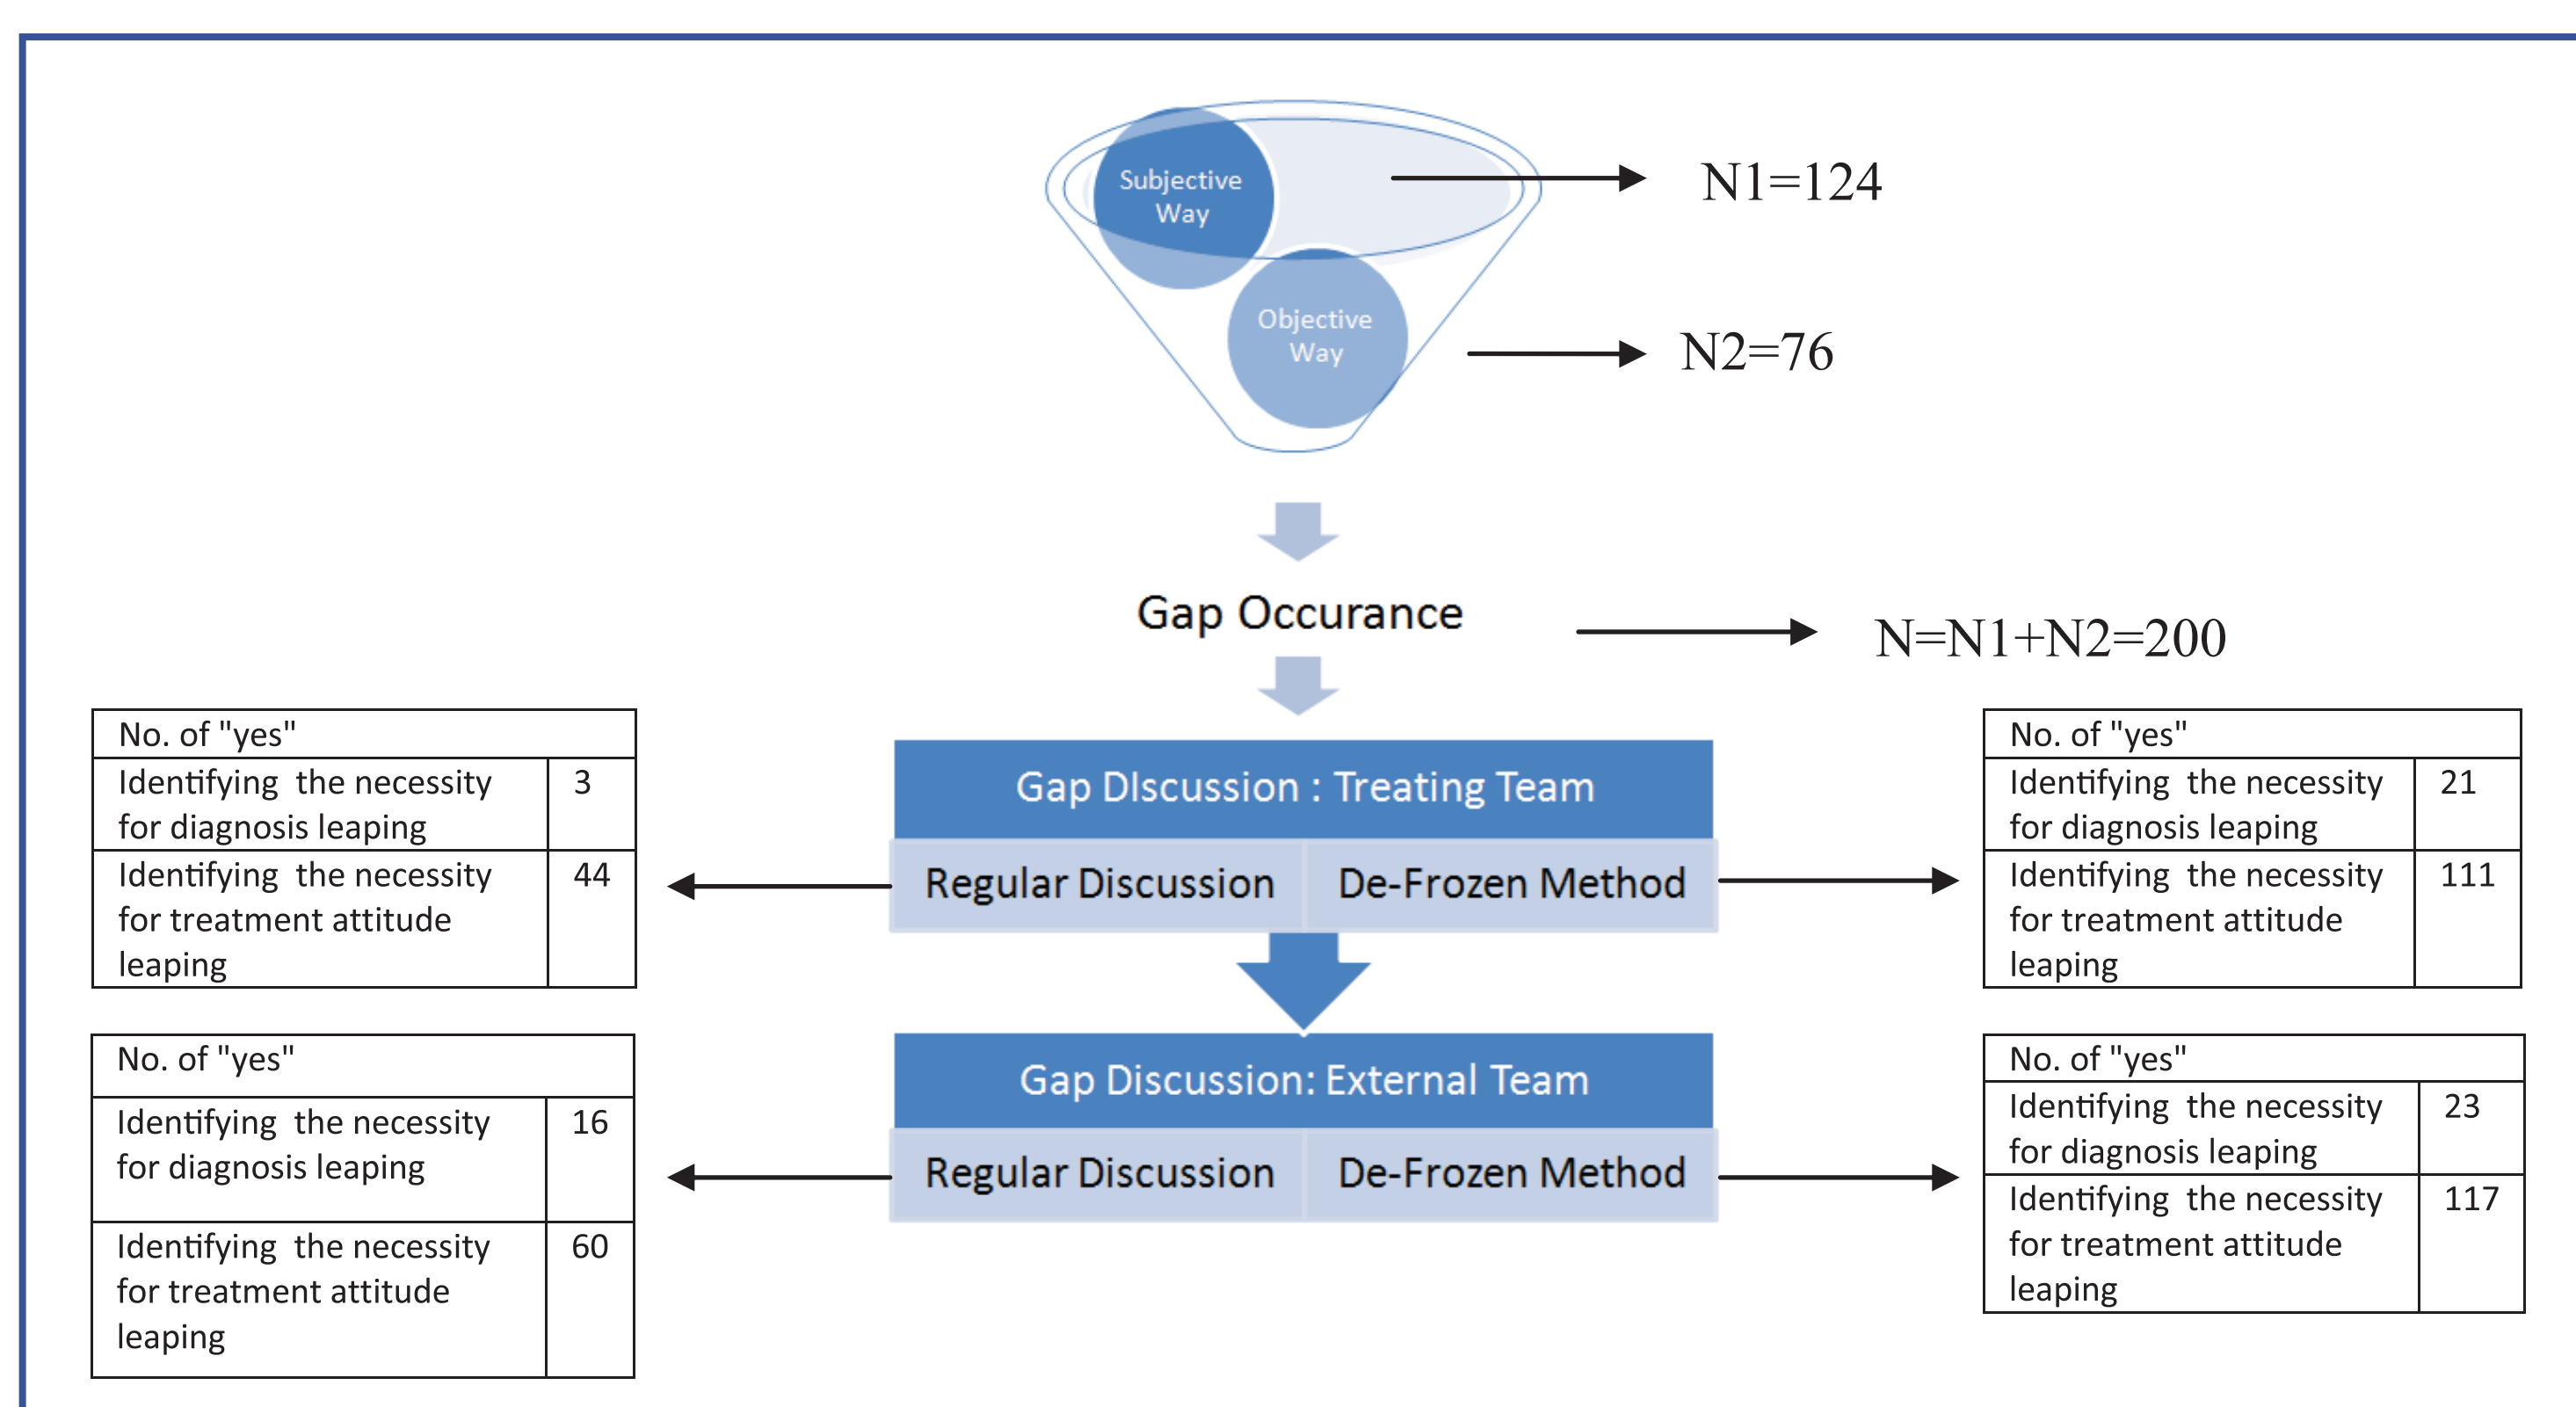 Subjective
Way
N1=124
Objective
Way
N2=76
Gap Occurance
N=N1+N2=200
No. of "yes"
Identifying the necessity
for diagnosis leaping
3
Identifying the necessity
for treatment attitude
leaping
44
Gap DIscussion : Treating Team
Regular Discussion
De-Frozen Method
No. of "yes"
Identifying the necessity
for diagnosis leaping
21
Identifying the necessity
for treatment attitude
leaping
111
No. of "yes"
Identifying the necessity
for diagnosis leaping
16
Identifying the necessity
for treatment attitude
leaping
60
Gap Discussion: External Team
Regular Discussion
De-Frozen Method
No. of "yes"
Identifying the necessity
for diagnosis leaping
23
Identifying the necessity
for treatment attitude
leaping
117